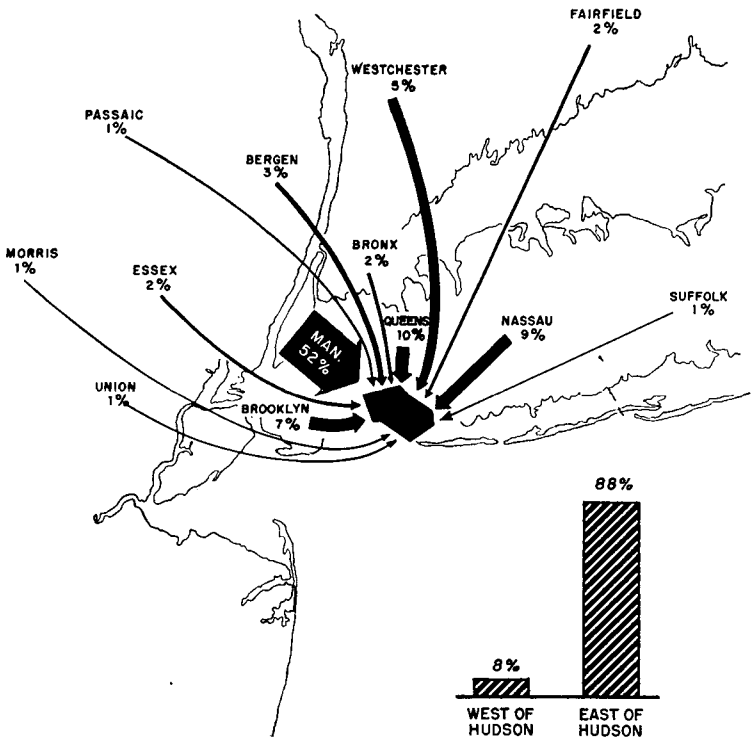 FAIRFIELD
2%
WESTCHESTER
5%
PASSAIC
1%
BERGEN
3%
BRONX
2%
MORRIS
1%
ESSEX
2%
SUFFOLK
1%
QUEENS
10%
NASSAU
9%
MAN.
52%
UNION
1%
BROOKLYN
7%
88%
8%
WEST OF
HUDSON
EAST OF
HUDSON